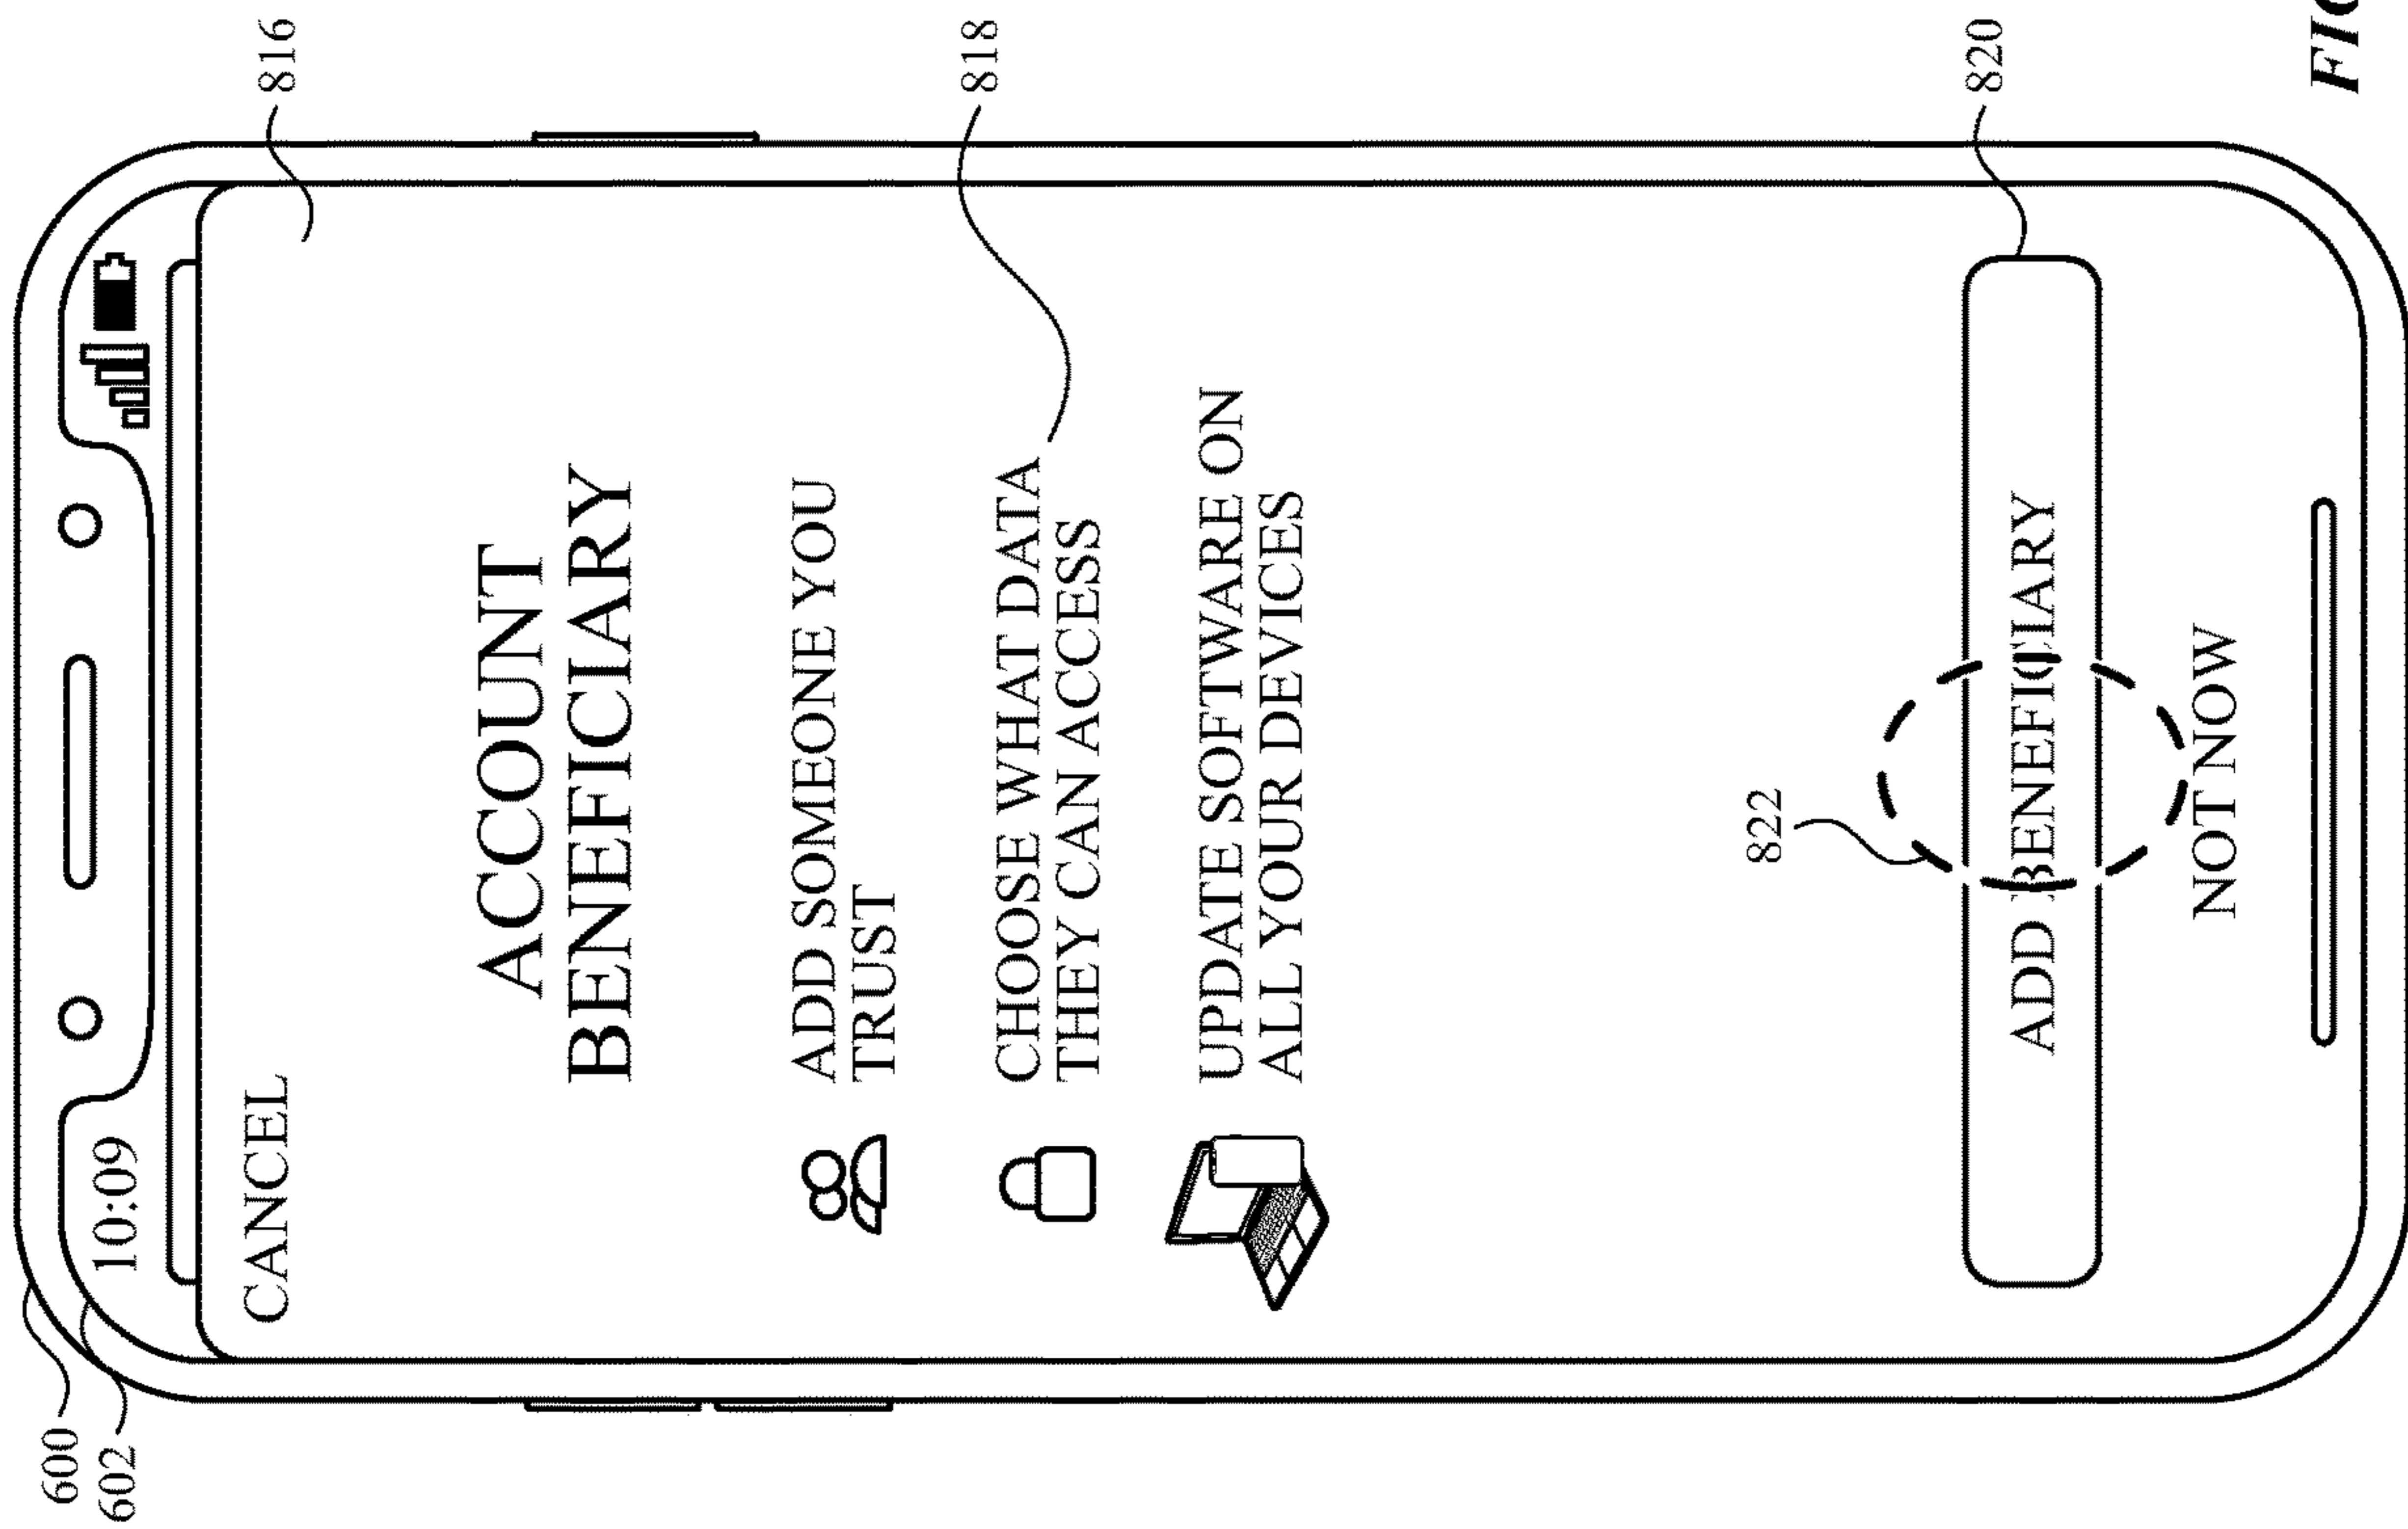 600
602
10:09
816
CANCEL
ACCOUNT
BENEFICIARY
ADD SOMEONE YOU
TRUST
818
CHOOSE WHAT DATA
THEY CAN ACCESS
UPDATE SOFTWARE ON
ALL YOUR DEVICES
822
820
ADD BENEFICIARY
NOT NOW